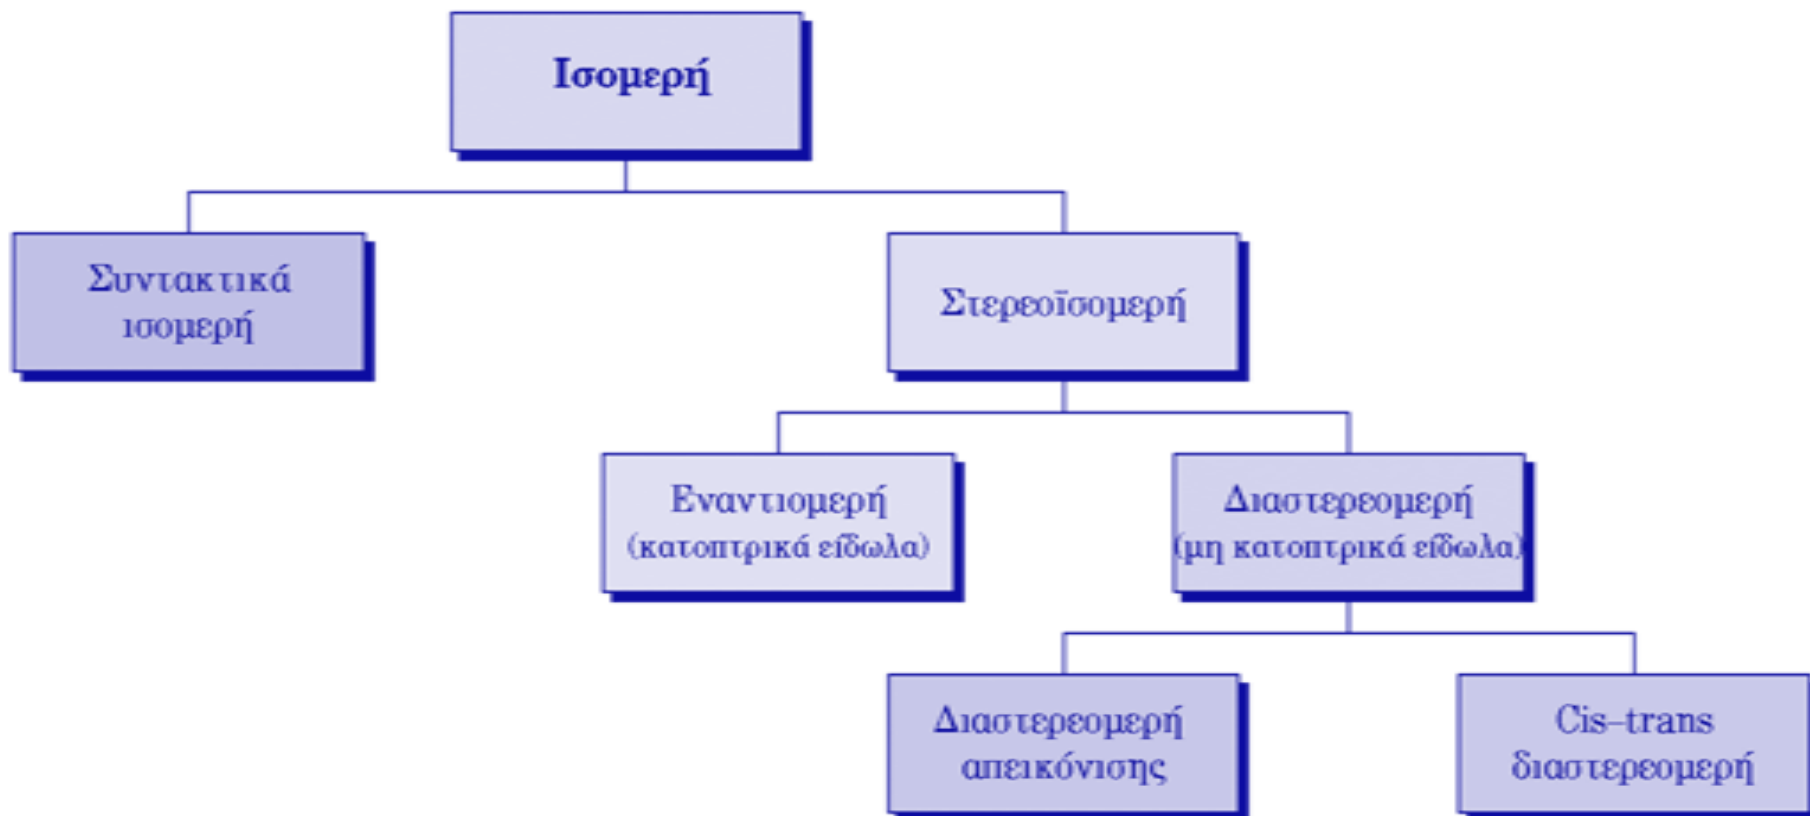 Ισομερή
Συντακτικά
ισομερή
Στερεοϊσομερή
Εναντιομερή
(κατοπτρικά είδωλα)
Διαστερεομερή
(μη κατοπτρικά είδωλα)
Διαστερεομερή
απεικόνισης
Cis–trans
διαστερεομερή